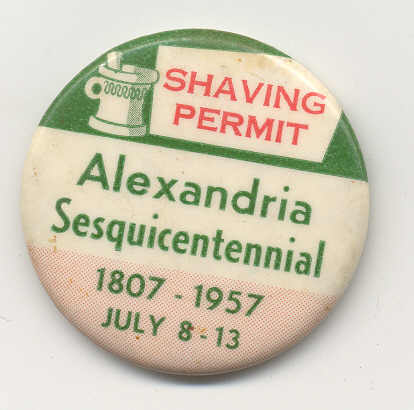 SHAVING
PERMIT
Alexandria
Sesquicentennial
1807 - 1957
JULY 8-13